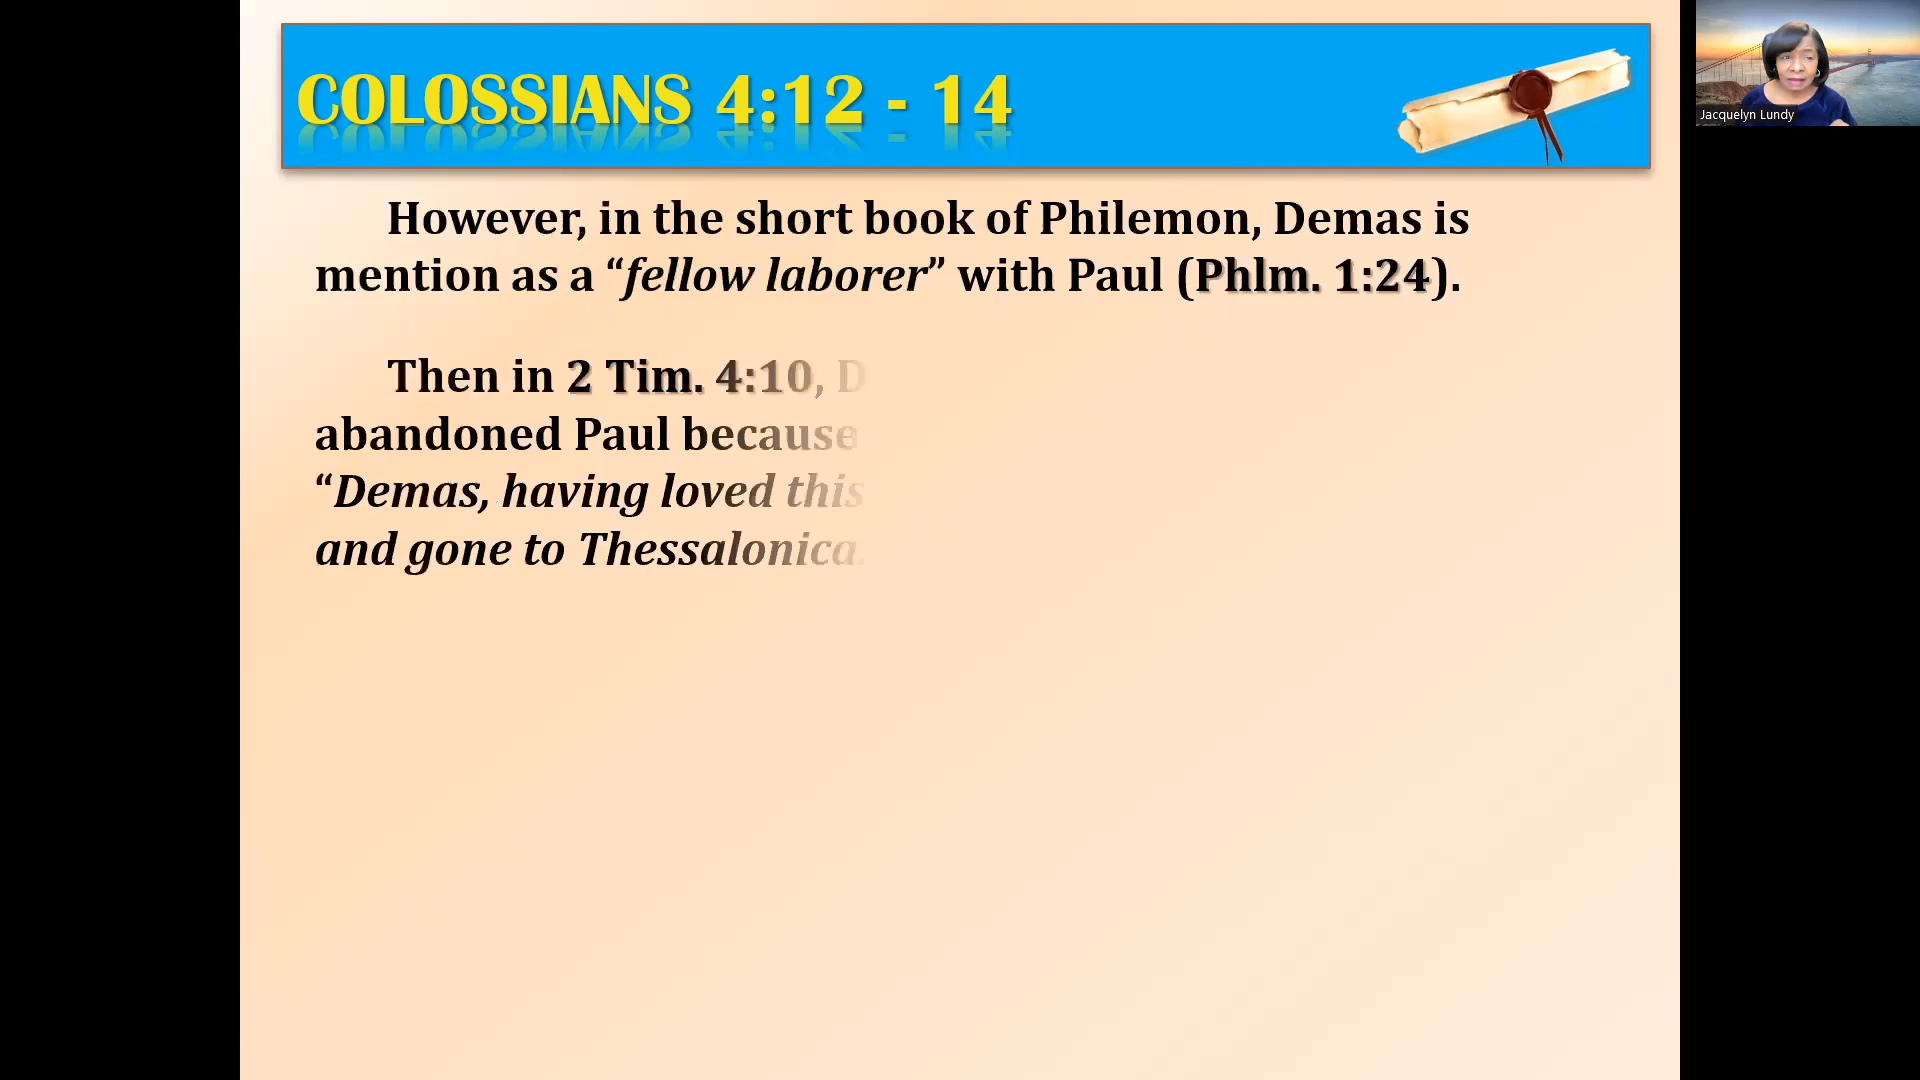 COLOSSIANS 4:12 - 14
Jacquelyn Lundy
However, in the short book of Philemon, Demas is
mention as a “fellow laborer” with Paul (Phlm. 1:24).
Then in 2 Tim. 4:10, D
abandoned Paul because
“Demas, having loved this
and gone to Thessalonica.